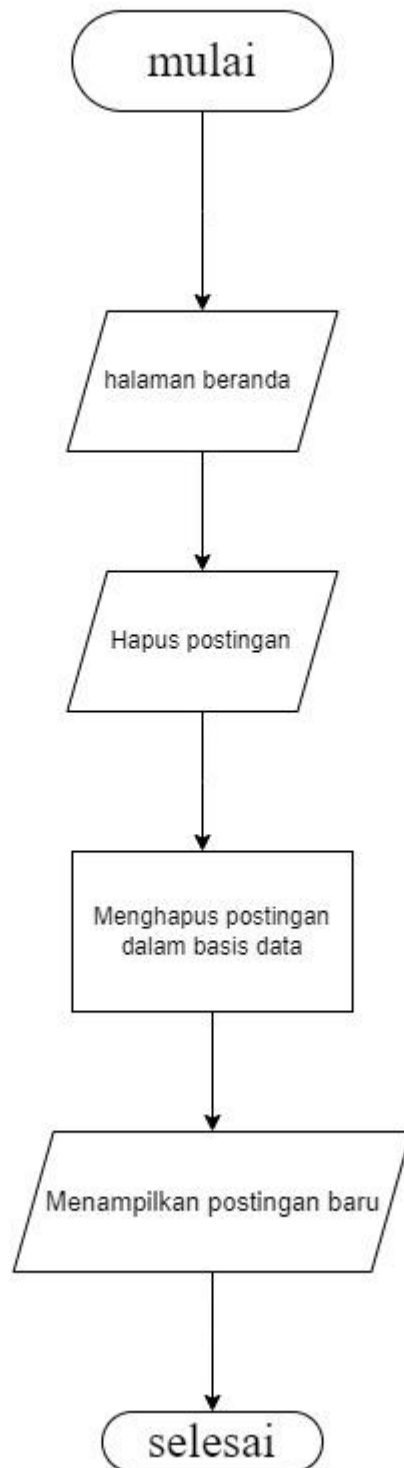 mulai
halaman beranda
Hapus postingan
Menghapus postingan
dalam basis data
Menampilkan postingan baru
selesai